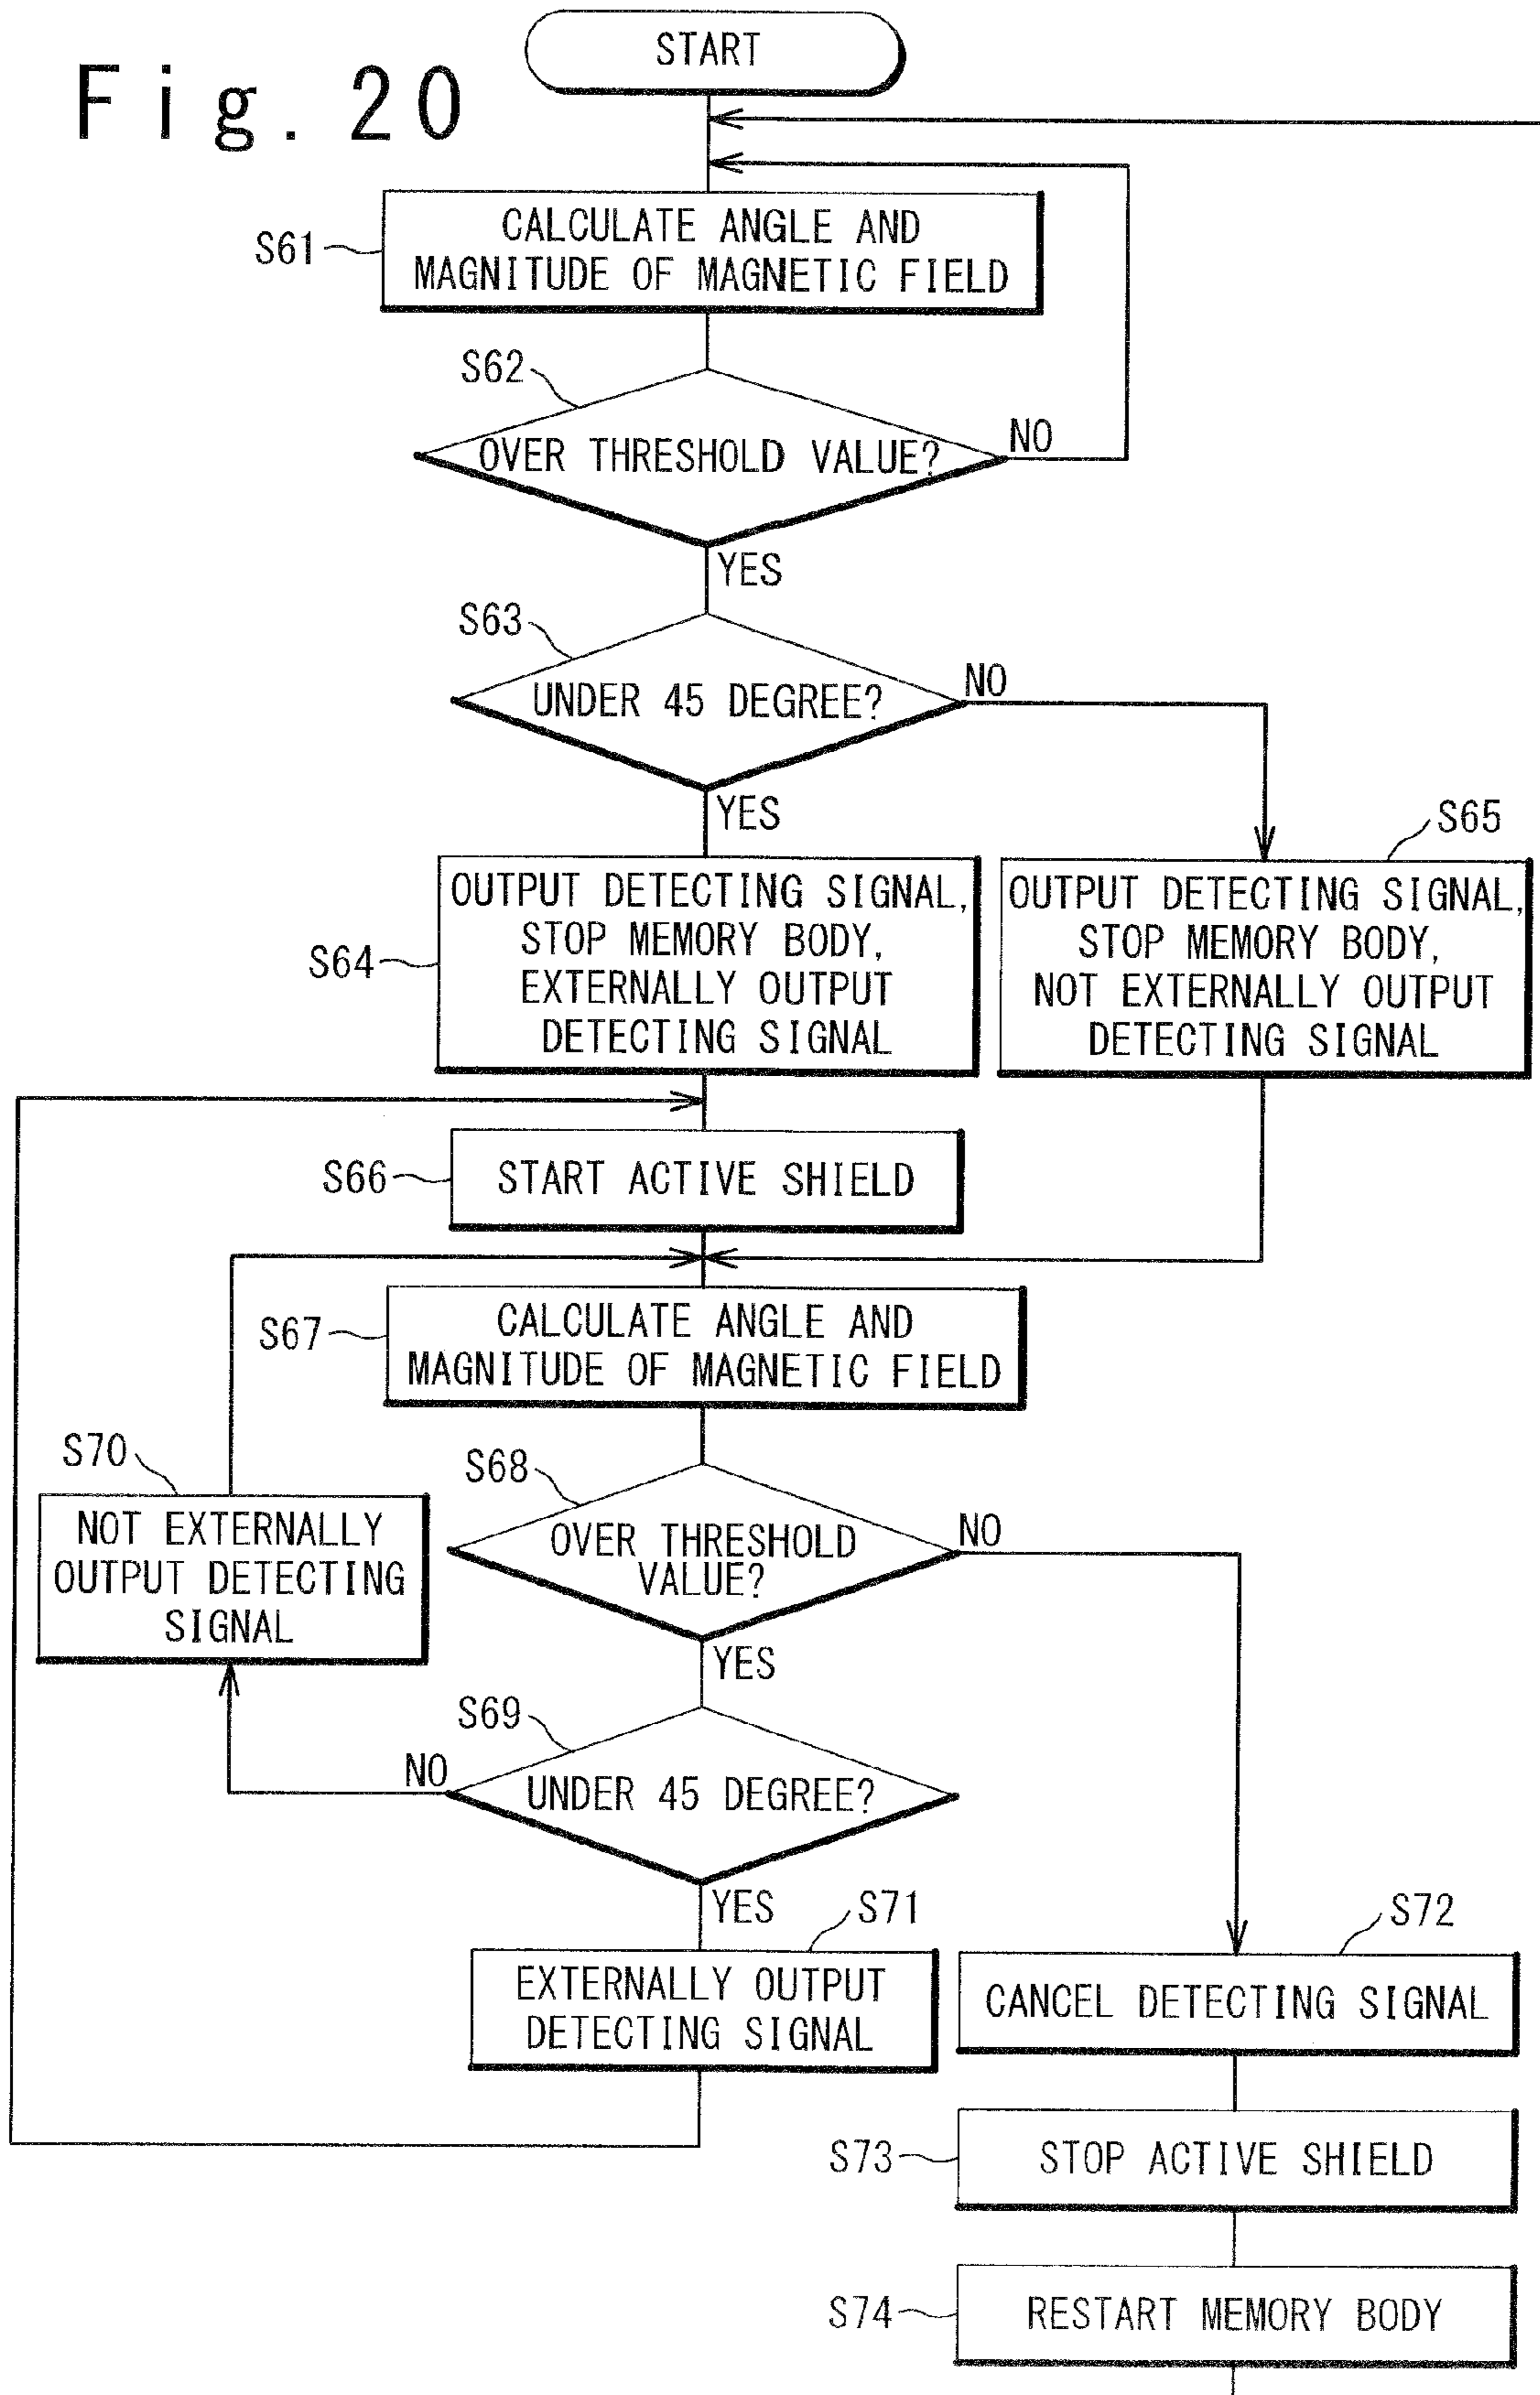 Fig. 20
START
S61
CALCULATE ANGLE AND
MAGNITUDE OF MAGNETIC FIELD
S62
OVER THRESHOLD VALUE?
NO
YES
S63
UNDER 45 DEGREE?
NO
YES
S64
OUTPUT DETECTING SIGNAL,
STOP MEMORY BODY,
EXTERNALLY OUTPUT
DETECTING SIGNAL
S65
OUTPUT DETECTING SIGNAL,
STOP MEMORY BODY,
NOT EXTERNALLY OUTPUT
DETECTING SIGNAL
S66
START ACTIVE SHIELD
S67
CALCULATE ANGLE AND
MAGNITUDE OF MAGNETIC FIELD
S70
NOT EXTERNALLY
OUTPUT DETECTING
SIGNAL
S68
OVER THRESHOLD
VALUE?
NO
YES
S69
UNDER 45 DEGREE?
NO
YES
S71
EXTERNALLY OUTPUT
DETECTING SIGNAL
S72
CANCEL DETECTING SIGNAL
S73
STOP ACTIVE SHIELD
S74
RESTART MEMORY BODY